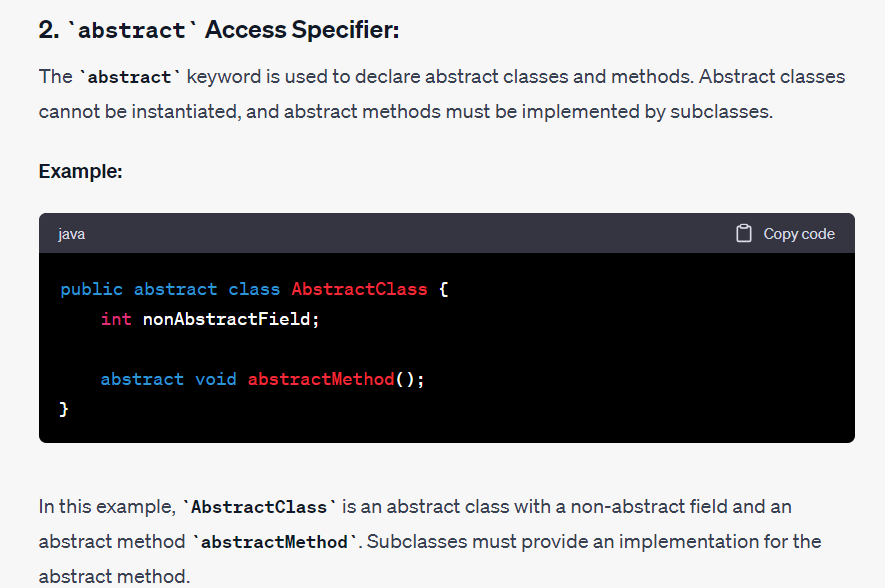 2. `abstract` Access Specifier:
The `abstract` keyword is used to declare abstract classes and methods. Abstract classes
cannot be instantiated, and abstract methods must be implemented by subclasses.
Example:
java Copy code
public abstract class AbstractClass {
    int nonAbstractField;
    abstract void abstractMethod();
}
In this example, `AbstractClass` is an abstract class with a non-abstract field and an
abstract method `abstractMethod`. Subclasses must provide an implementation for the
abstract method.